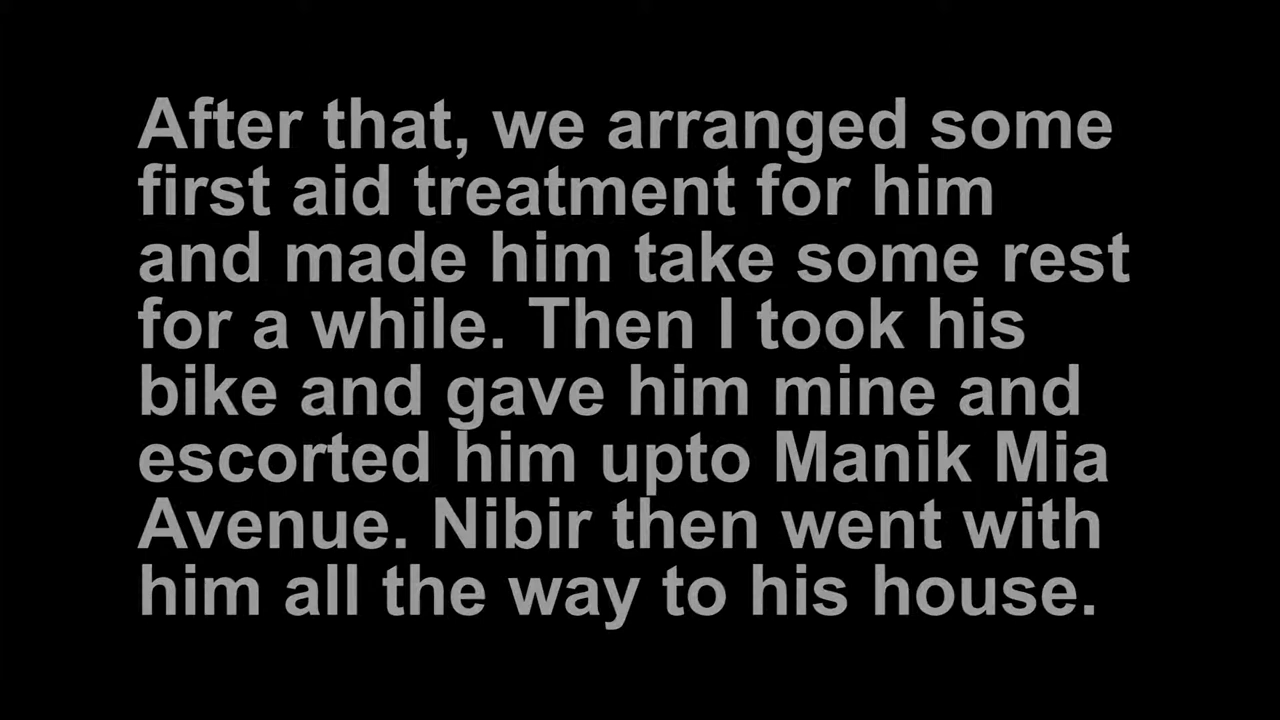 After that, we arranged some
first aid treatment for him
and made him take some rest
for a while. Then I took his
bike and gave him mine and
escorted him upto Manik Mia
Avenue. Nibir then went with
him all the way to his house.